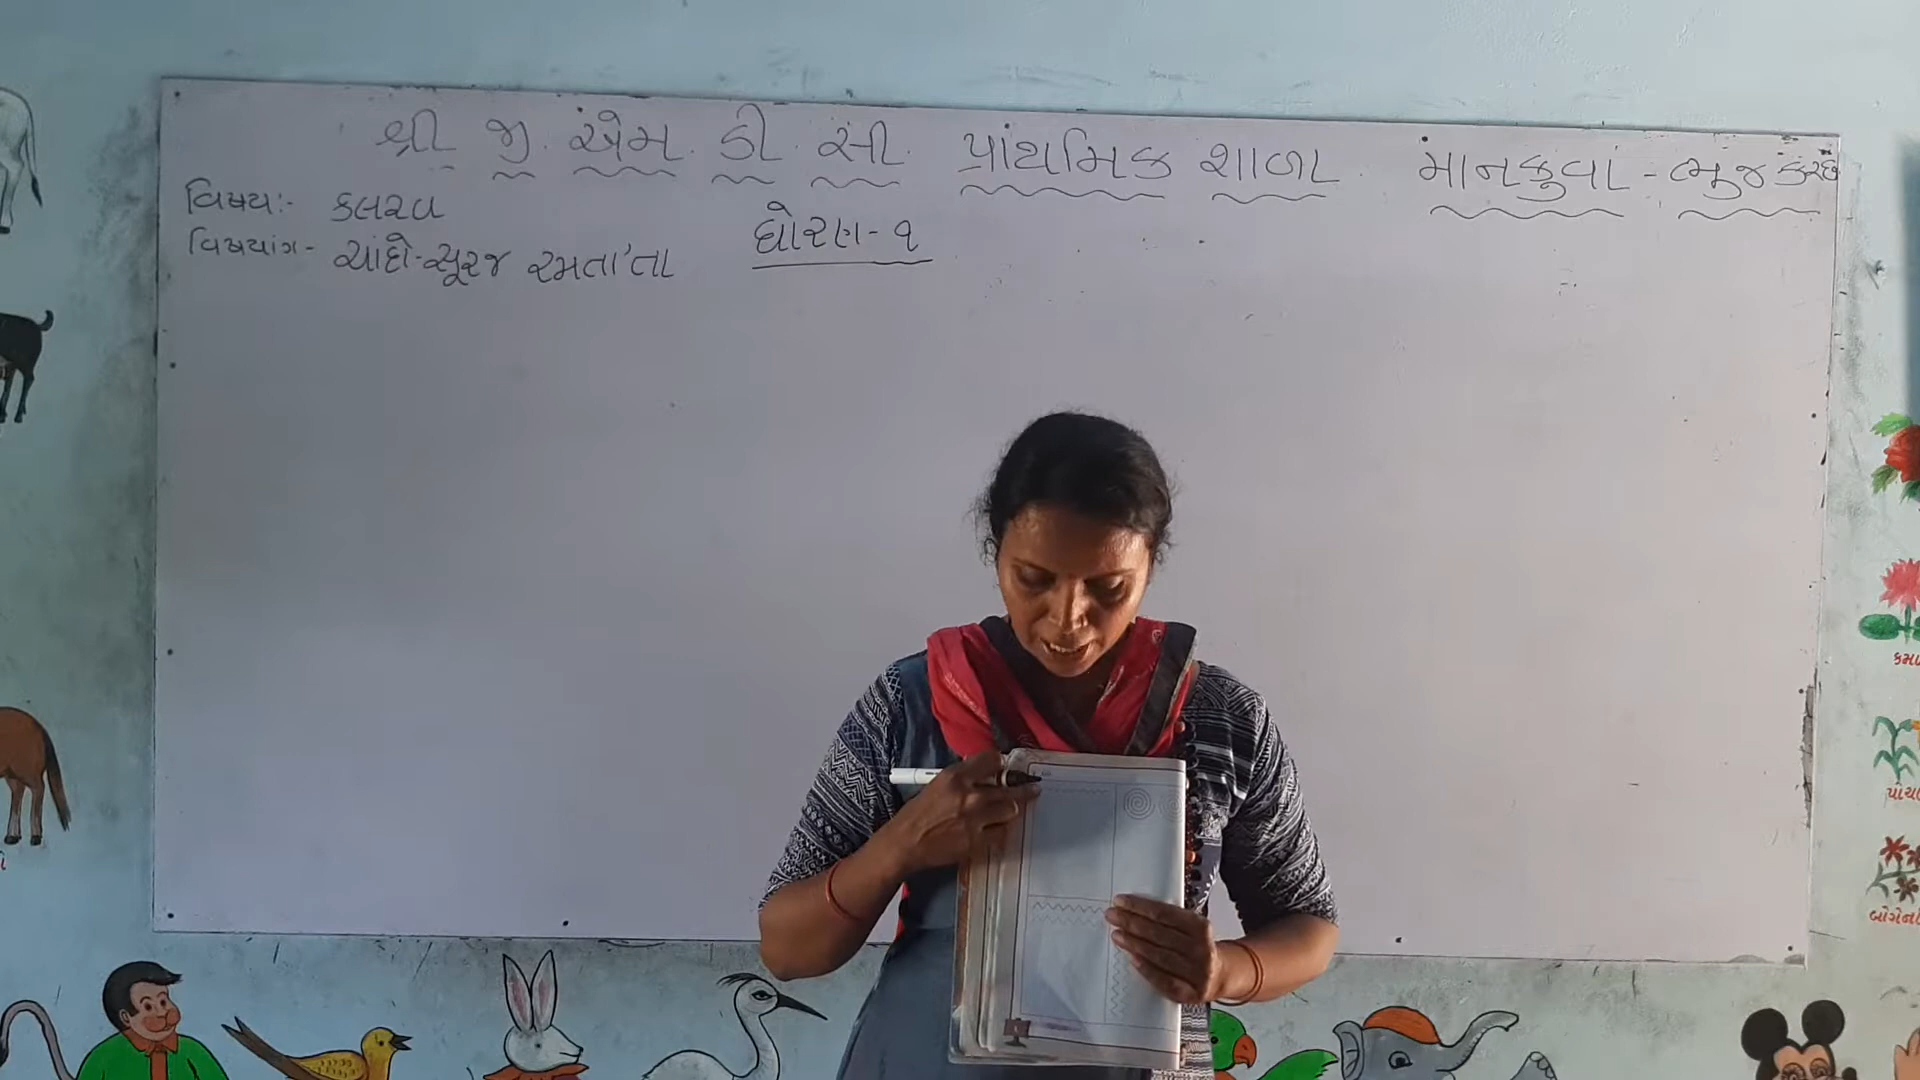 શ્રી જી. એમ. ડી. સી. પ્રાથમિક શાળા. માનકુવા - ભુજ કચ્છ
વિષય:- કલરવ
ધોરણ- ૧
વિષયાંગ- ચાંદો-સૂરજ રમતા'તા